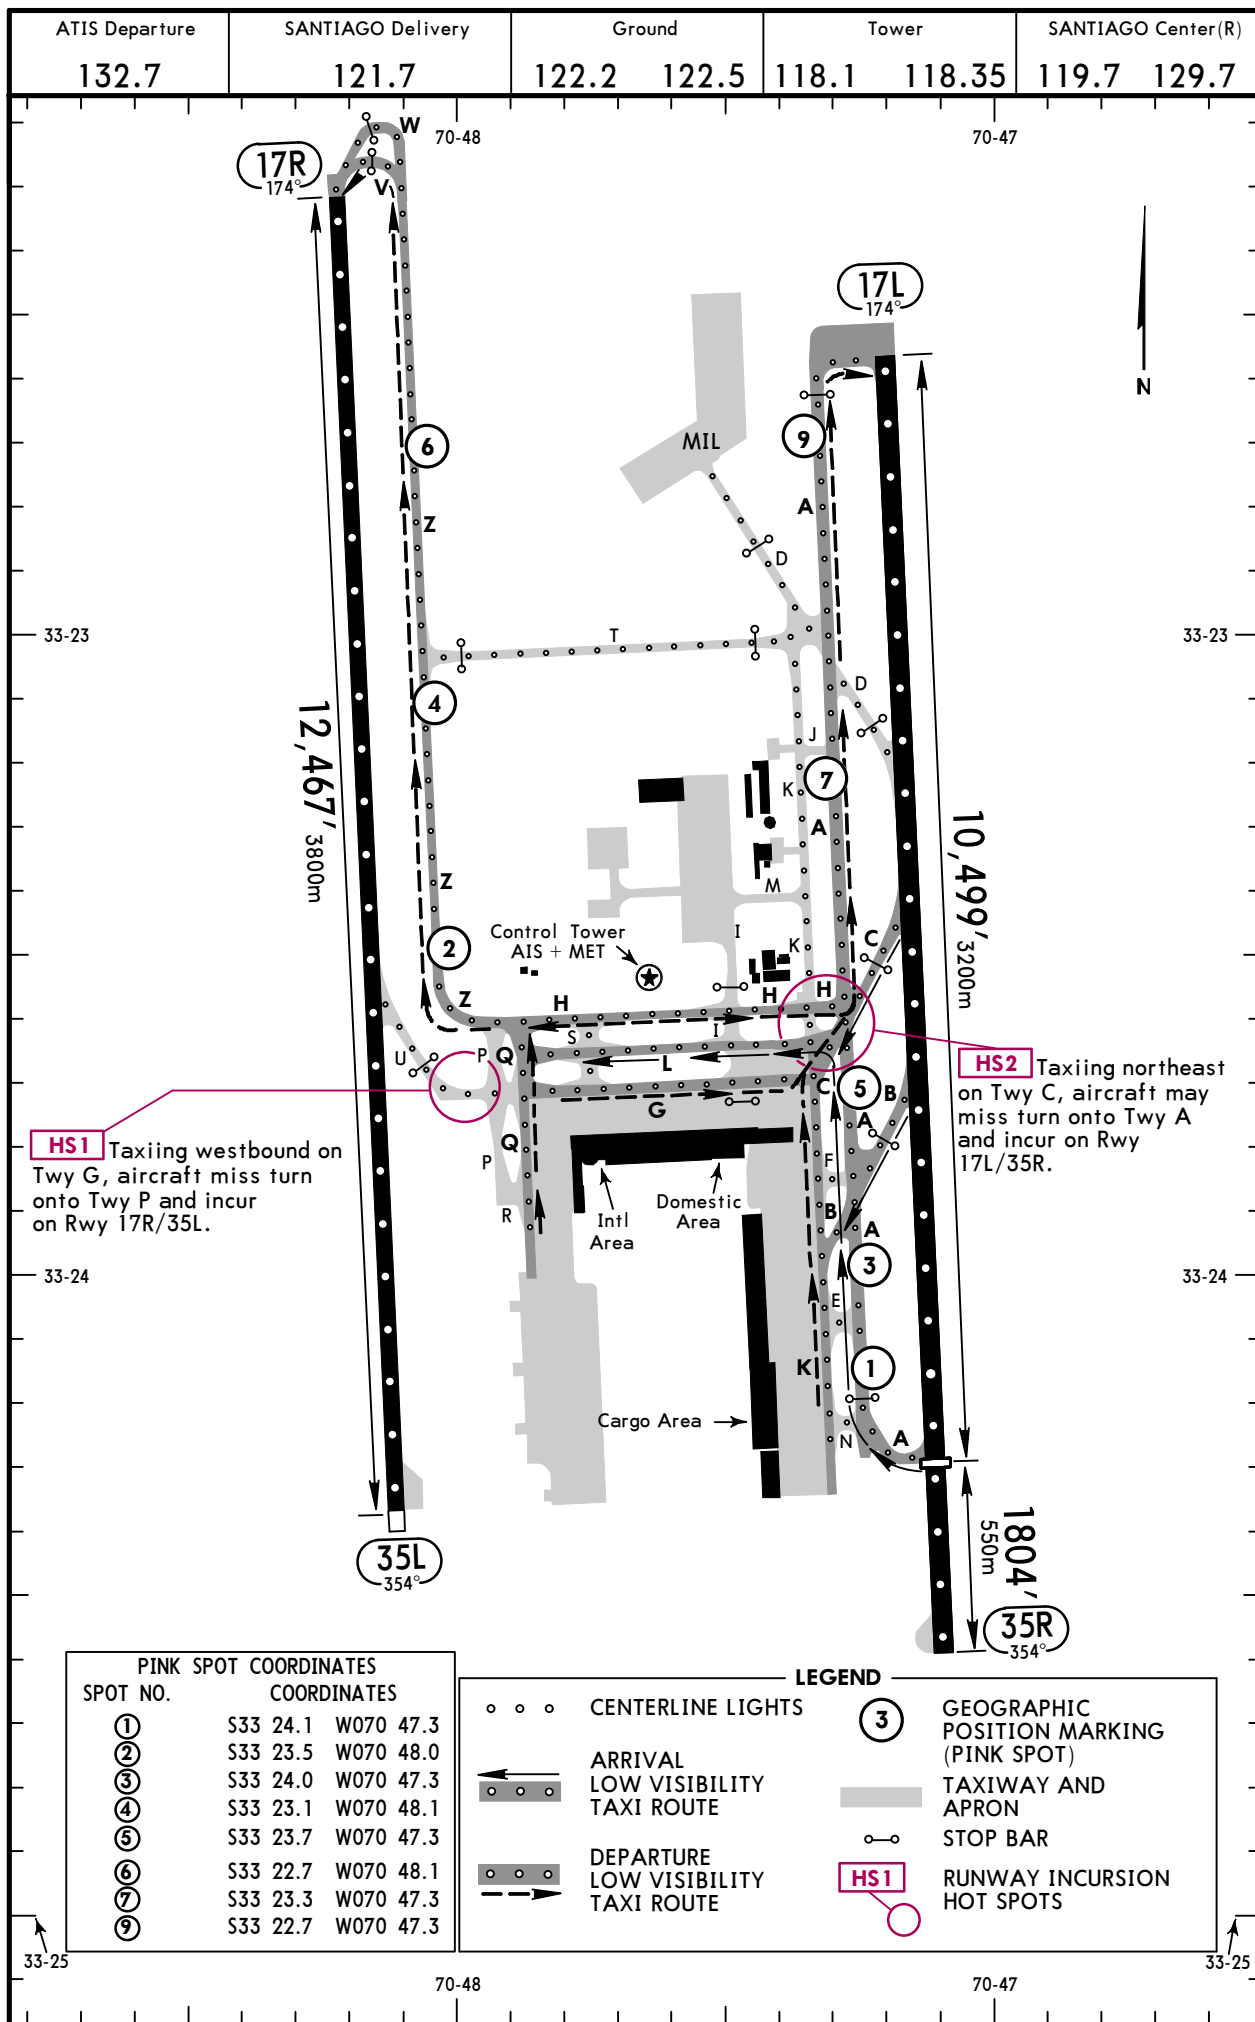 ATIS Departure
132.7
SANTIAGO Delivery
121.7
Ground
122.2 122.5
Tower
118.1 118.35
SANTIAGO Center(R)
119.7 129.7
70-48
70-47
W
17R
174°
V
17L
174°
N
MIL
9
6
A
Z
D
33-23
T
33-23
D
4
12,467'
3800m
J
7
K
A
10,499'
3200m
M
Z
Control Tower
AIS + MET
I
K
C
2
Z
H
H
H
S
I
U
P
Q
L
C
5
B
G
A
HS1 Taxiing westbound on
Twy G, aircraft miss turn
onto Twy P and incur
on Rwy 17R/35L.
HS2 Taxiing northeast
on Twy C, aircraft may
miss turn onto Twy A
and incur on Rwy
17L/35R.
Q
P
F
R
Intl
Area
Domestic
Area
B
A
33-24
3
33-24
E
K
1
Cargo Area
N
A
1804'
550m
35L
354°
35R
354°
PINK SPOT COORDINATES
SPOT NO. COORDINATES
1 S33 24.1 W070 47.3
2 S33 23.5 W070 48.0
3 S33 24.0 W070 47.3
4 S33 23.1 W070 48.1
5 S33 23.7 W070 47.3
6 S33 22.7 W070 48.1
7 S33 23.3 W070 47.3
9 S33 22.7 W070 47.3
LEGEND
CENTERLINE LIGHTS
ARRIVAL
LOW VISIBILITY
TAXI ROUTE
DEPARTURE
LOW VISIBILITY
TAXI ROUTE
3
GEOGRAPHIC
POSITION MARKING
(PINK SPOT)
TAXIWAY AND
APRON
STOP BAR
HS1
RUNWAY INCURSION
HOT SPOTS
33-25
70-48
70-47
33-25